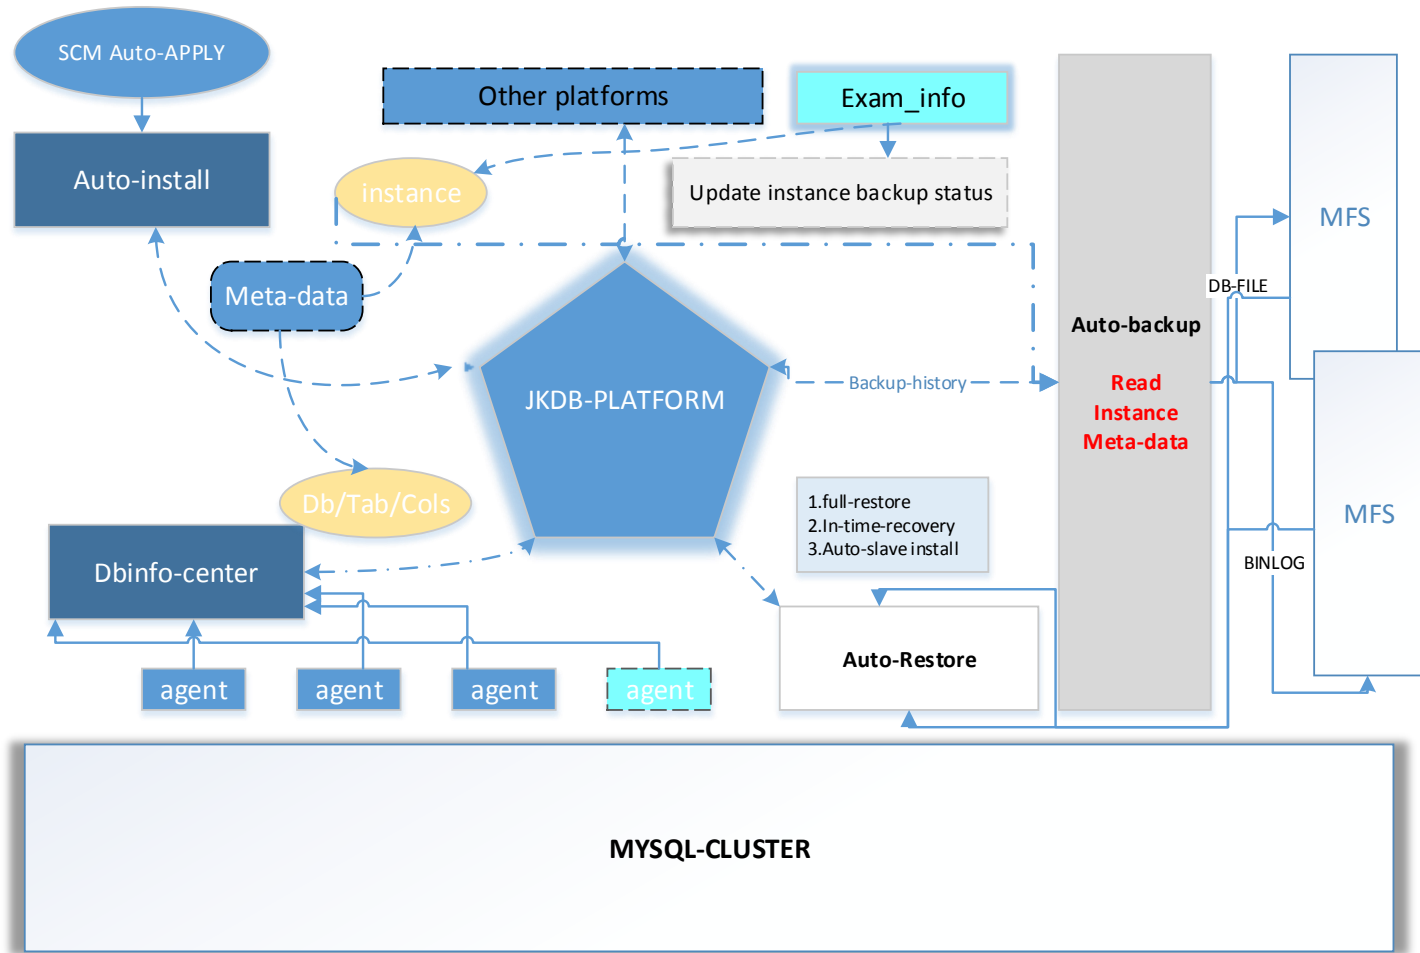 SCM Auto-APPLY
Other platforms
Exam_info
Auto-install
instance
Update instance backup status
MFS
Meta-data
DB-FILE
Auto-backup
Read
Instance
Meta-data
Backup-history
JKDB-PLATFORM
Db/Tab/Cols
1.full-restore
2.In-time-recovery
3.Auto-slave install
MFS
BINLOG
Dbinfo-center
Auto-Restore
agent
agent
agent
agent
MYSQL-CLUSTER